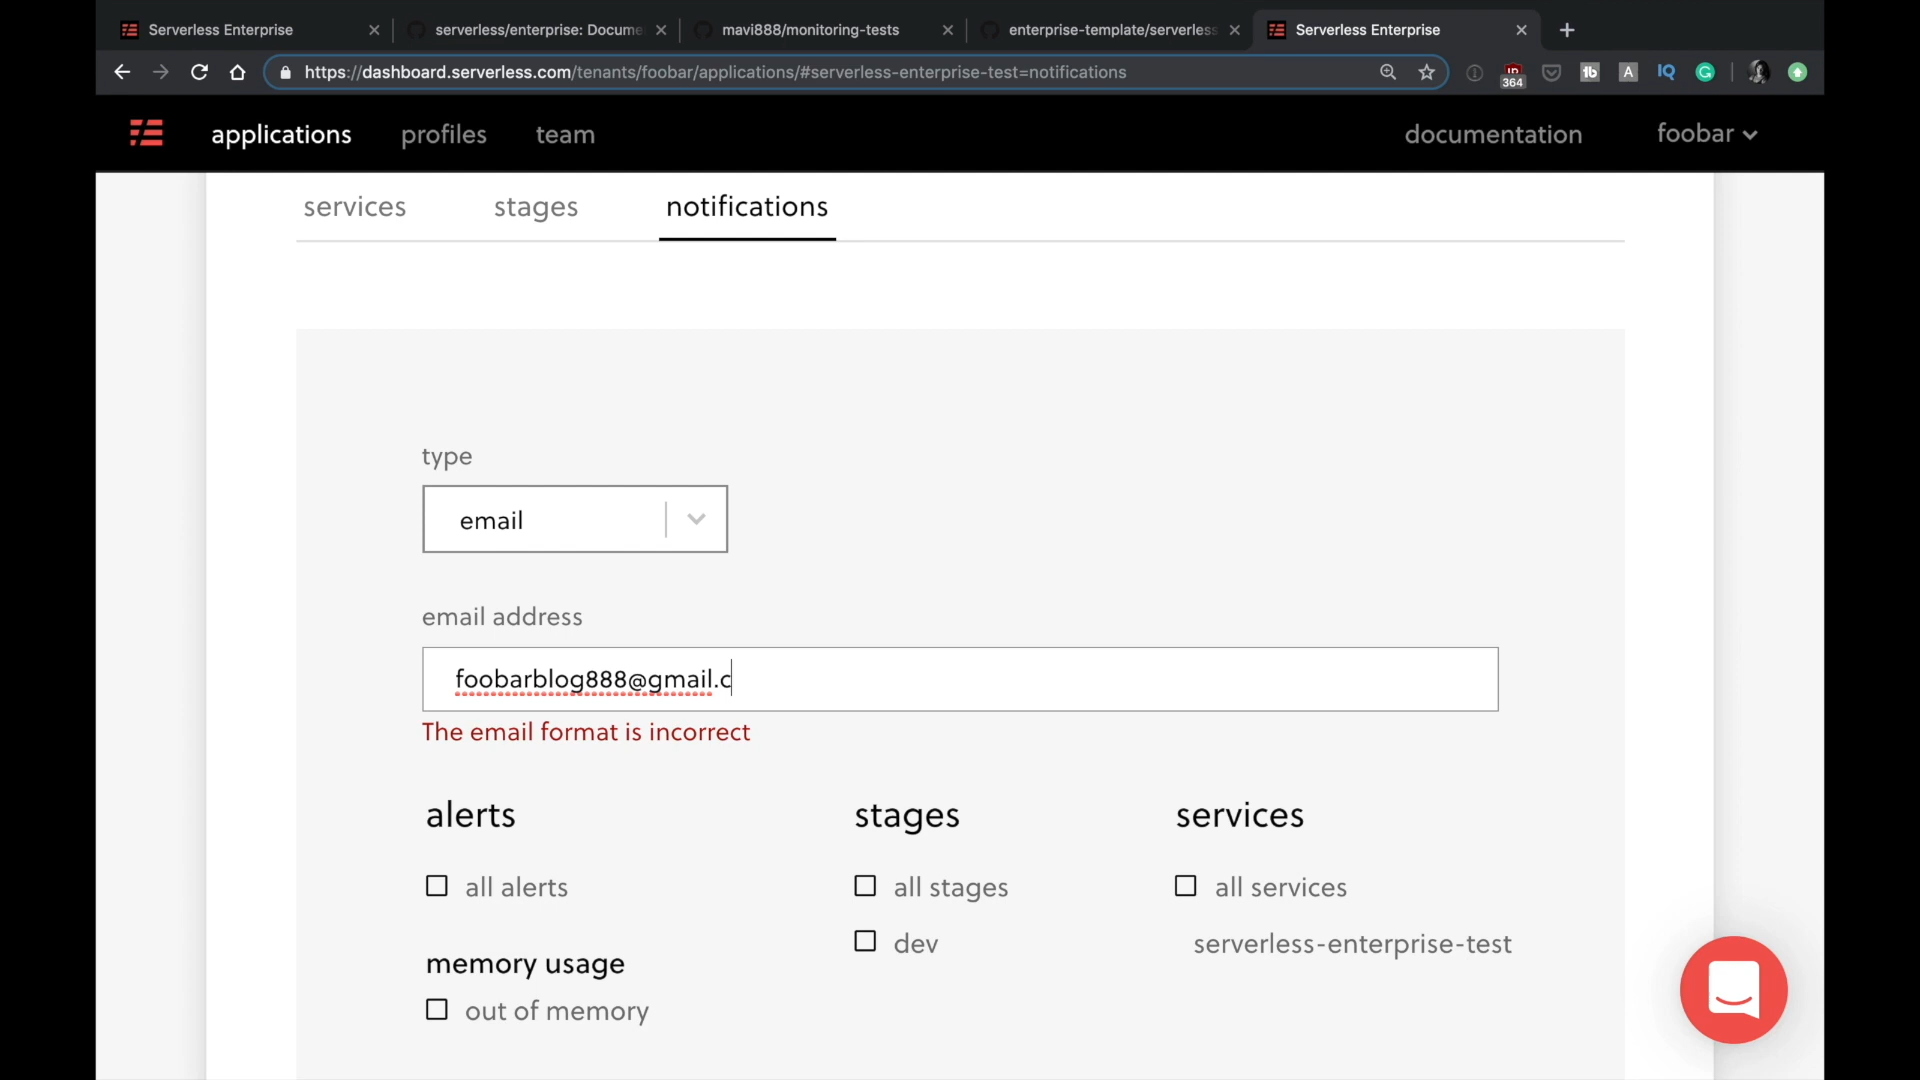 Serverless Enterprise
serverless/enterprise: Docume
mavi888/monitoring-tests
enterprise-template/serverless
Serverless Enterprise
https://dashboard.serverless.com/tenants/foobar/applications/#serverless-enterprise-test=notifications
364
tb
A
IQ
applications
profiles
team
documentation
foobar
services
stages
notifications
type
email
email address
foobarblog888@gmail.c
The email format is incorrect
alerts
stages
services
all alerts
all stages
all services
dev
serverless-enterprise-test
memory usage
out of memory